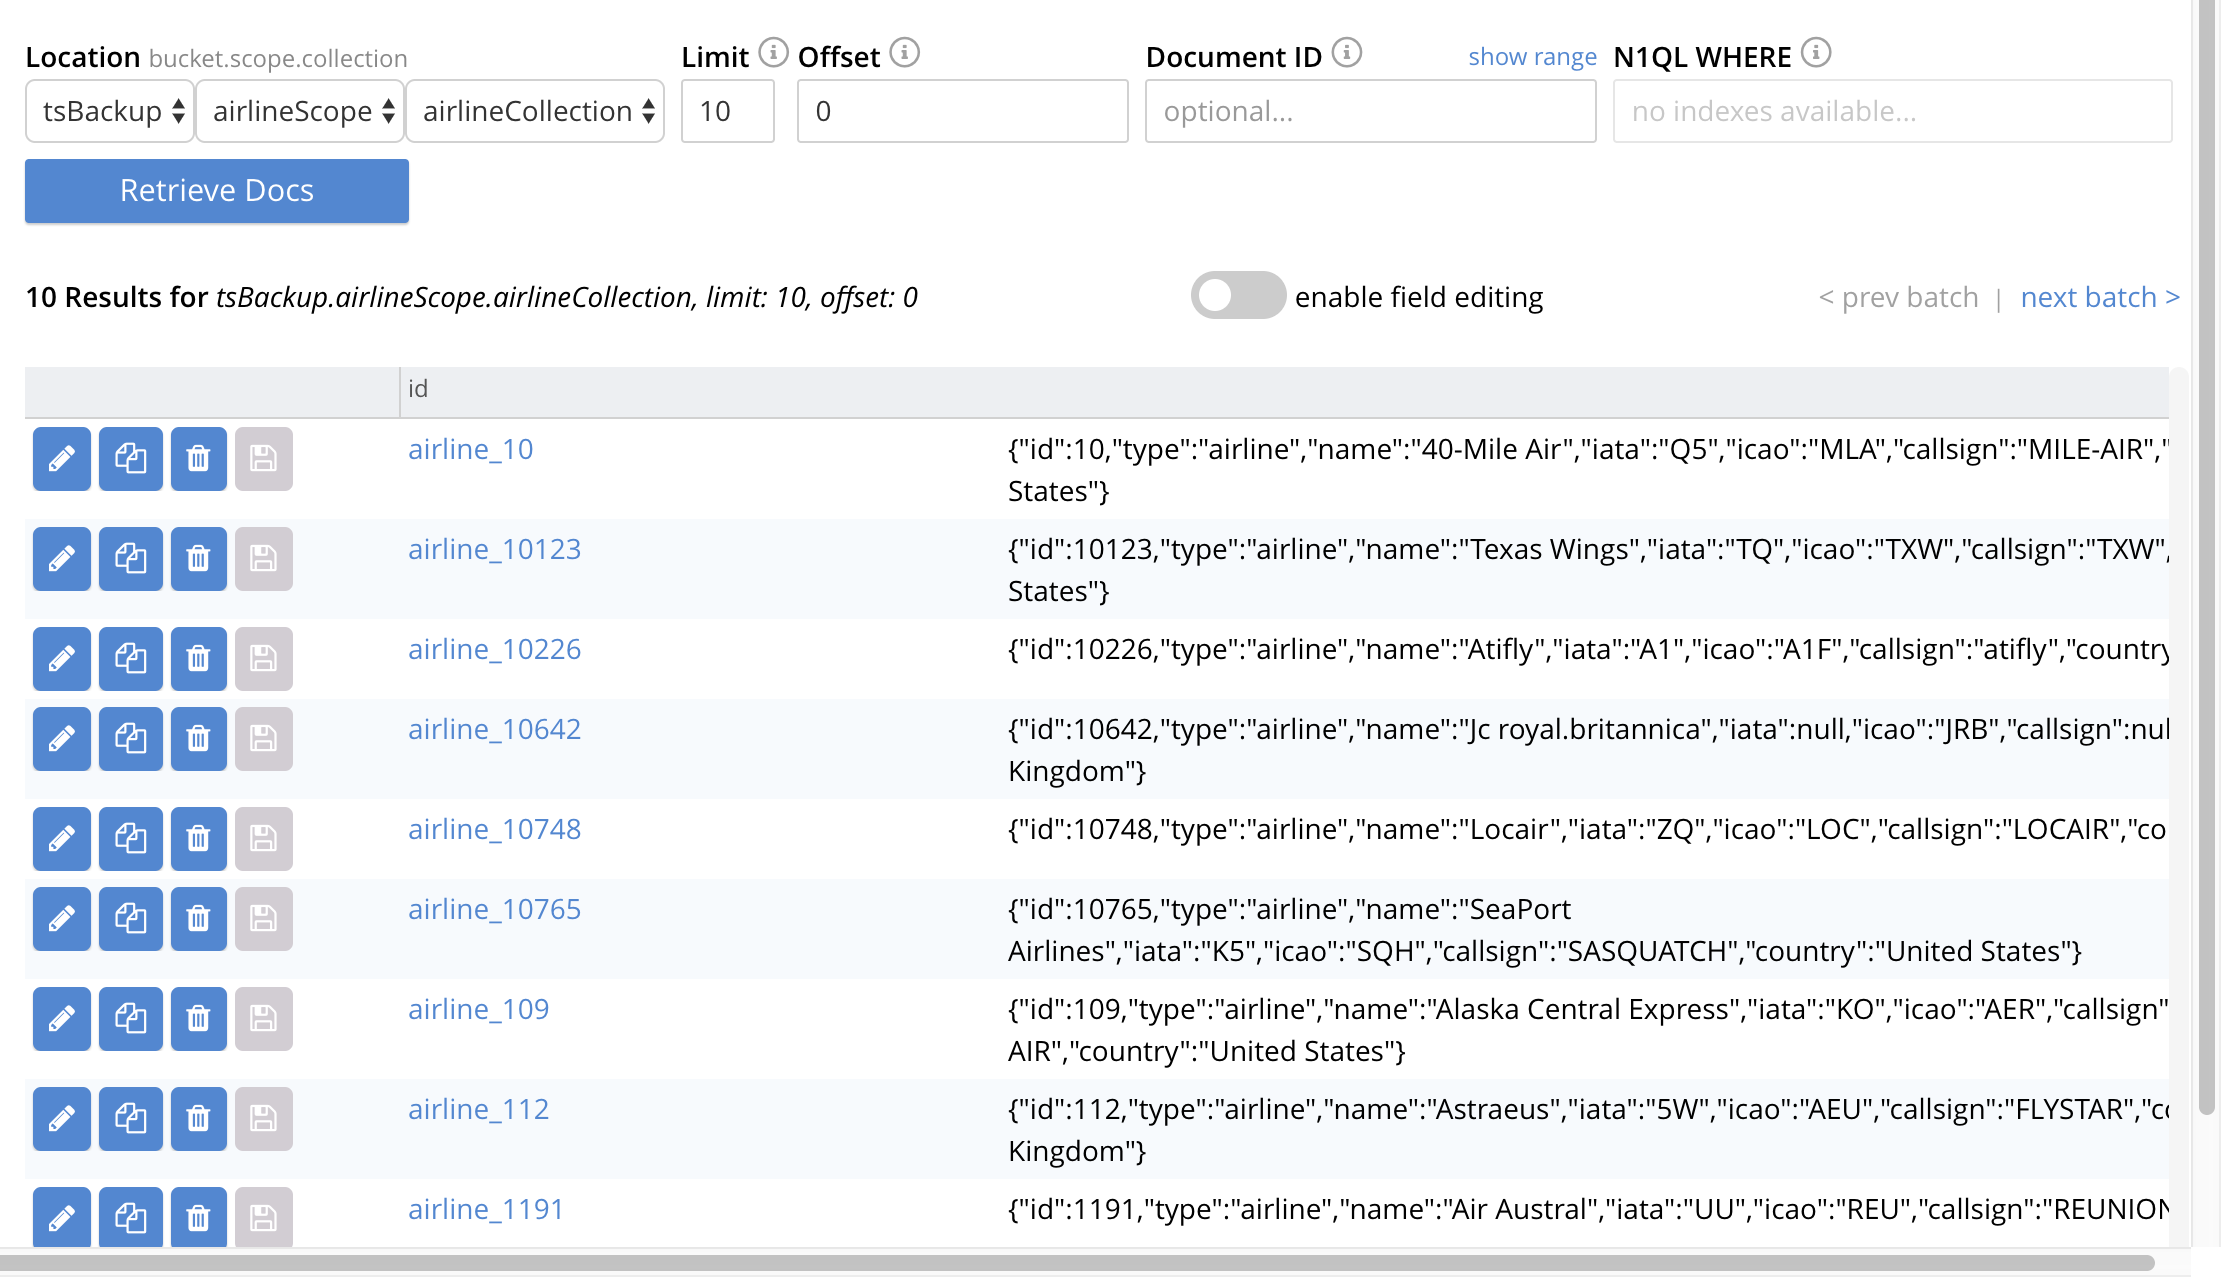 Location bucket.scope.collection Limit Offset Document ID show range N1QL WHERE
tsBackup airlineScope airlineCollection 10 0 optional... no indexes available...
Retrieve Docs
10 Results for tsBackup.airlineScope.airlineCollection, limit: 10, offset: 0 enable field editing < prev batch | next batch >
id
airline_10 {"id":10,"type":"airline","name":"40-Mile Air","iata":"Q5","icao":"MLA","callsign":"MILE-AIR","
States"}
airline_10123 {"id":10123,"type":"airline","name":"Texas Wings","iata":"TQ","icao":"TXW","callsign":"TXW",
States"}
airline_10226 {"id":10226,"type":"airline","name":"Atifly","iata":"A1","icao":"A1F","callsign":"atifly","country
airline_10642 {"id":10642,"type":"airline","name":"Jc royal.britannica","iata":null,"icao":"JRB","callsign":nul
Kingdom"}
airline_10748 {"id":10748,"type":"airline","name":"Locair","iata":"ZQ","icao":"LOC","callsign":"LOCAIR","co
airline_10765 {"id":10765,"type":"airline","name":"SeaPort
Airlines","iata":"K5","icao":"SQH","callsign":"SASQUATCH","country":"United States"}
airline_109 {"id":109,"type":"airline","name":"Alaska Central Express","iata":"KO","icao":"AER","callsign"
AIR","country":"United States"}
airline_112 {"id":112,"type":"airline","name":"Astraeus","iata":"5W","icao":"AEU","callsign":"FLYSTAR","co
Kingdom"}
airline_1191 {"id":1191,"type":"airline","name":"Air Austral","iata":"UU","icao":"REU","callsign":"REUNION